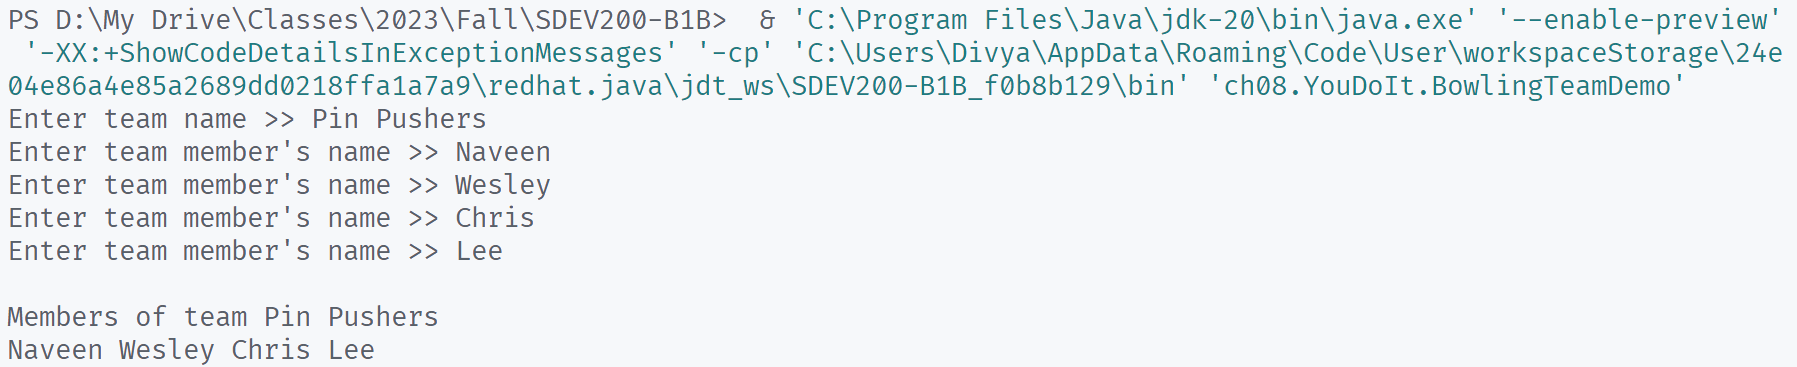 PS D:\My Drive\Classes\2023\Fall\SDEV200-B1B>  & 'C:\Program Files\Java\jdk-20\bin\java.exe' '--enable-preview'
 '-XX:+ShowCodeDetailsInExceptionMessages' '-cp' 'C:\Users\Divya\AppData\Roaming\Code\User\workspaceStorage\24e
04e86a4e85a2689dd0218ffa1a7a9\redhat.java\jdt_ws\SDEV200-B1B_f0b8b129\bin' 'ch08.YouDoIt.BowlingTeamDemo'
Enter team name >> Pin Pushers
Enter team member's name >> Naveen
Enter team member's name >> Wesley
Enter team member's name >> Chris
Enter team member's name >> Lee

Members of team Pin Pushers
Naveen Wesley Chris Lee